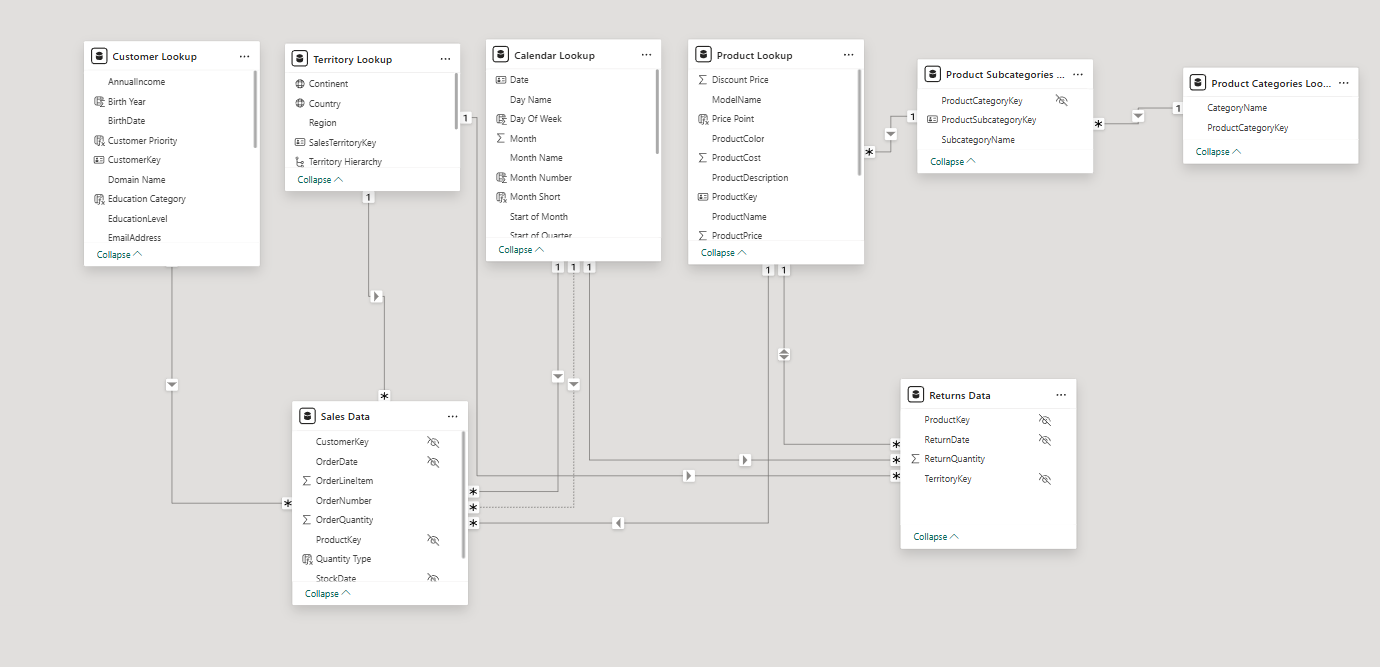 Customer Lookup
AnnualIncome
Birth Year
BirthDate
Customer Priority
CustomerKey
Domain Name
Education Category
EducationLevel
EmailAddress
Collapse
Territory Lookup
Continent
Country
Region
SalesTerritoryKey
Territory Hierarchy
Collapse
1
1
Calendar Lookup
Date
Day Name
Day Of Week
Month
Month Name
Month Number
Month Short
Start of Month
Start of Quarter
Collapse
1 1 1
Product Lookup
Discount Price
ModelName
Price Point
ProductColor
ProductCost
ProductDescription
ProductKey
ProductName
ProductPrice
Collapse
1 1
*
1
Product Subcategories ...
ProductCategoryKey
ProductSubcategoryKey
SubcategoryName
Collapse
*
1
Product Categories Loo...
CategoryName
ProductCategoryKey
Collapse
*
*
Sales Data
CustomerKey
OrderDate
OrderLineItem
OrderNumber
OrderQuantity
ProductKey
Quantity Type
StockDate
Collapse
*
*
*
*
*
*
Returns Data
ProductKey
ReturnDate
ReturnQuantity
TerritoryKey
Collapse